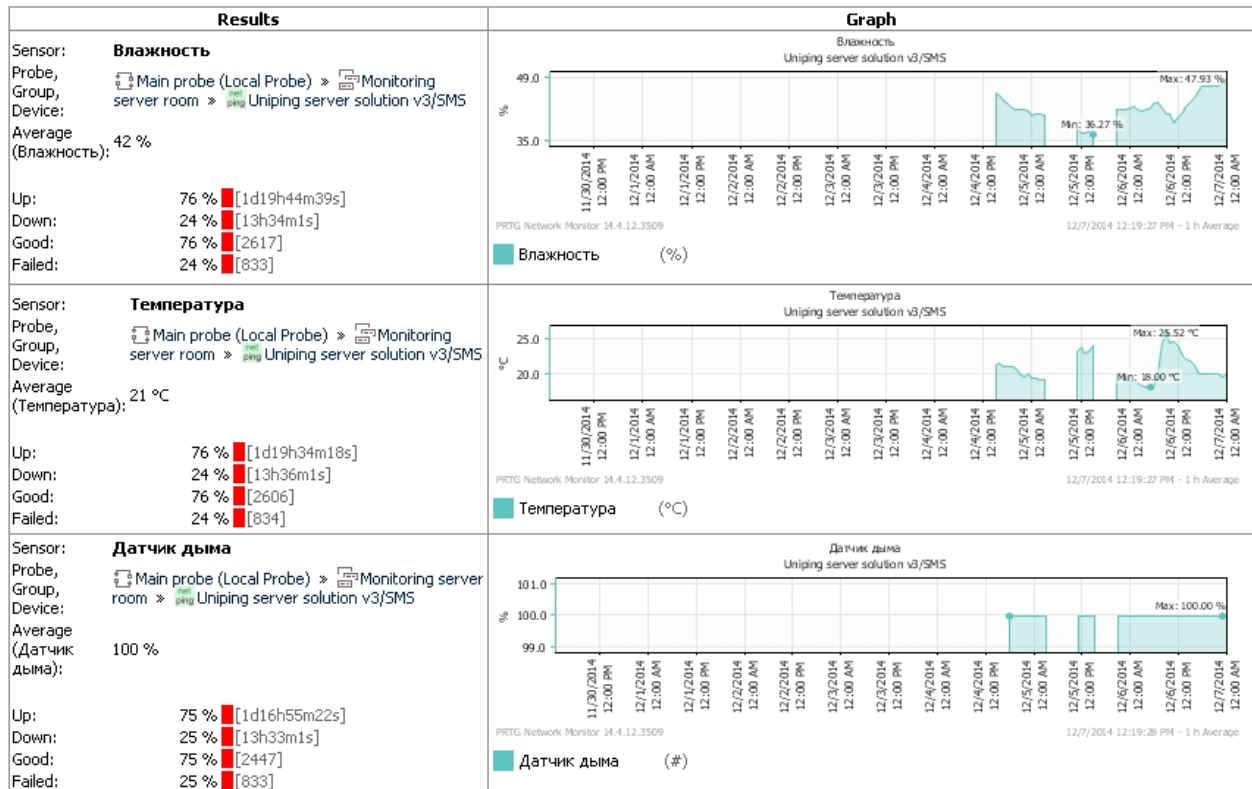 Results
Graph
Sensor: Влажность
Probe, Group, Device: Main probe (Local Probe) » Monitoring
server room » net ping Uniping server solution v3/SMS
Average (Влажность): 42 %
Up: 76 % [1d19h44m39s]
Down: 24 % [13h34m1s]
Good: 76 % [2617]
Failed: 24 % [833]
Влажность
Uniping server solution v3/SMS
49.0
%
35.0
Max: 47.93 %
Min: 36.27 %
11/30/2014 12:00 PM
12/1/2014 12:00 AM
12/1/2014 12:00 PM
12/2/2014 12:00 AM
12/2/2014 12:00 PM
12/3/2014 12:00 AM
12/3/2014 12:00 PM
12/4/2014 12:00 AM
12/4/2014 12:00 PM
12/5/2014 12:00 AM
12/5/2014 12:00 PM
12/6/2014 12:00 AM
12/6/2014 12:00 PM
12/7/2014 12:00 AM
PRTG Network Monitor 14.4.12.3509
12/7/2014 12:19:27 PM - 1 h Average
Влажность (%)
Sensor: Температура
Probe, Group, Device: Main probe (Local Probe) » Monitoring
server room » net ping Uniping server solution v3/SMS
Average (Температура): 21 °C
Up: 76 % [1d19h34m18s]
Down: 24 % [13h36m1s]
Good: 76 % [2606]
Failed: 24 % [834]
Температура
Uniping server solution v3/SMS
25.0
°C
20.0
Max: 25.52 °C
Min: 18.00 °C
11/30/2014 12:00 PM
12/1/2014 12:00 AM
12/1/2014 12:00 PM
12/2/2014 12:00 AM
12/2/2014 12:00 PM
12/3/2014 12:00 AM
12/3/2014 12:00 PM
12/4/2014 12:00 AM
12/4/2014 12:00 PM
12/5/2014 12:00 AM
12/5/2014 12:00 PM
12/6/2014 12:00 AM
12/6/2014 12:00 PM
12/7/2014 12:00 AM
PRTG Network Monitor 14.4.12.3509
12/7/2014 12:19:27 PM - 1 h Average
Температура (°C)
Sensor: Датчик дыма
Probe, Group, Device: Main probe (Local Probe) » Monitoring server
room » net ping Uniping server solution v3/SMS
Average (Датчик дыма): 100 %
Up: 75 % [1d16h55m22s]
Down: 25 % [13h33m1s]
Good: 75 % [2447]
Failed: 25 % [833]
Датчик дыма
Uniping server solution v3/SMS
101.0
%
100.0
99.0
Max: 100.00 %
11/30/2014 12:00 PM
12/1/2014 12:00 AM
12/1/2014 12:00 PM
12/2/2014 12:00 AM
12/2/2014 12:00 PM
12/3/2014 12:00 AM
12/3/2014 12:00 PM
12/4/2014 12:00 AM
12/4/2014 12:00 PM
12/5/2014 12:00 AM
12/5/2014 12:00 PM
12/6/2014 12:00 AM
12/6/2014 12:00 PM
12/7/2014 12:00 AM
PRTG Network Monitor 14.4.12.3509
12/7/2014 12:19:28 PM - 1 h Average
Датчик дыма (#)